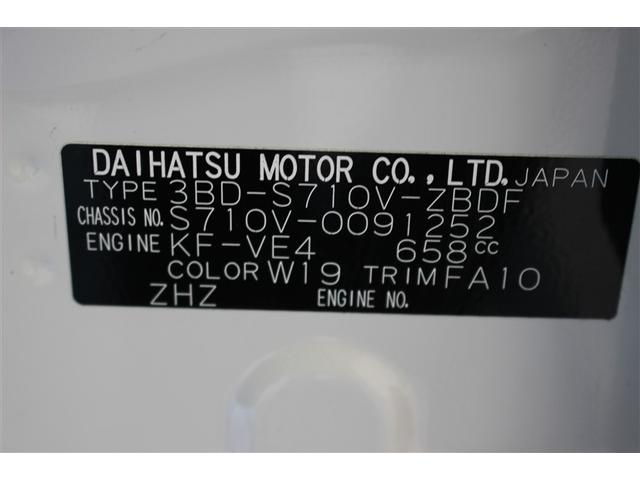 DAIHATSU MOTOR CO.,LTD. JAPAN
TYPE 3BD-S710V-ZBDF
CHASSIS NO. S710V-0091252
ENGINE KF-VE4 658cc
COLOR W19 TRIM FA10
ZHZ ENGINE NO.